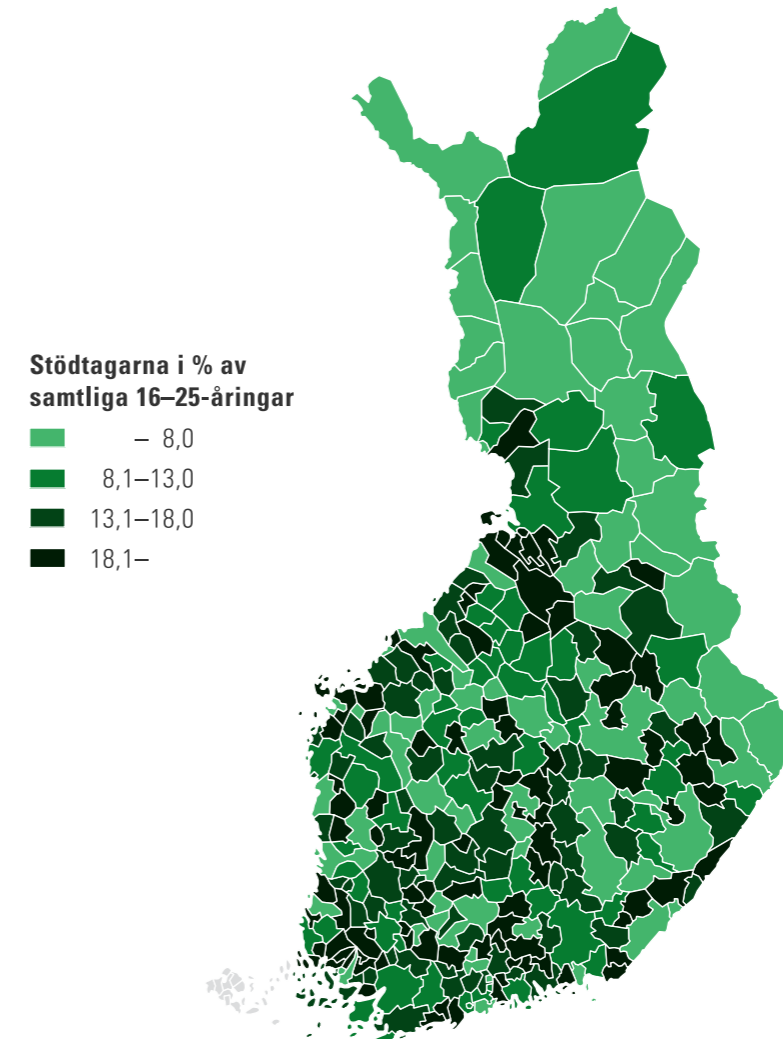 Stödtagarna i % av
samtliga 16–25-åringar
– 8,0
8,1–13,0
13,1–18,0
18,1–